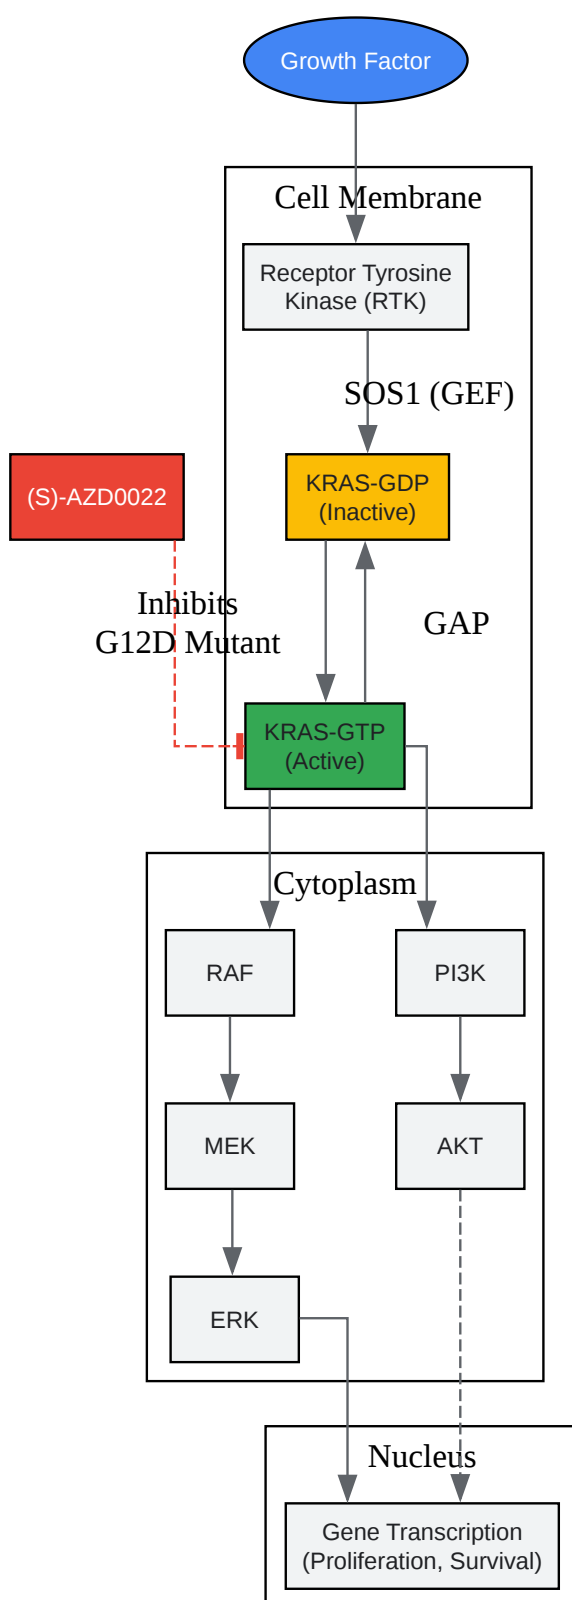 Growth Factor
Cell Membrane
Receptor Tyrosine
Kinase (RTK)
SOS1 (GEF)
(S)-AZD0022
KRAS-GDP
(Inactive)
Inhibits
G12D Mutant
GAP
KRAS-GTP
(Active)
Cytoplasm
RAF
PI3K
MEK
AKT
ERK
Nucleus
Gene Transcription
(Proliferation, Survival)